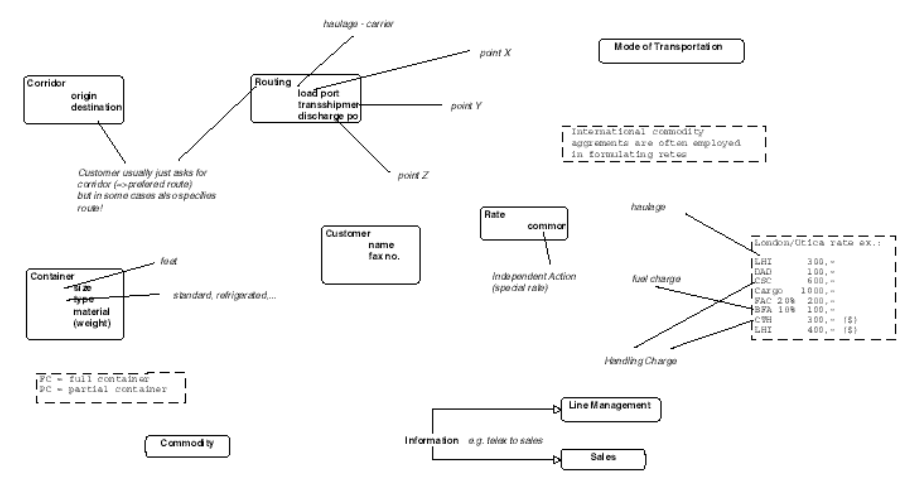 haulage - carrier
Mode of Transportation
point X
Corridor
origin
destination
Routing
load port
transshipmer
discharge po
point Y
International commodity
aggrements are often employed
in formulating retes
Customer usually just asks for
corridor (=>prefered route)
but in some cases also specifies
route!
point Z
haulage
Rate
commor
Customer
name
fax no.
London/Utica rate ex.:
LHI 300,-
DAD 100,-
CSC 600,-
Cargo 1000,-
FAC 20% 200,-
BFA 10% 100,-
CTH 300,- ($)
LHI 400,- ($)
feet
Container
size
type
material
(weight)
standard, refrigerated,...
Independent Action
(special rate)
fuel charge
Handling Charge
FC = full container
PC = partial container
Line Management
Commodity
Information e.g. telex to sales
Sales